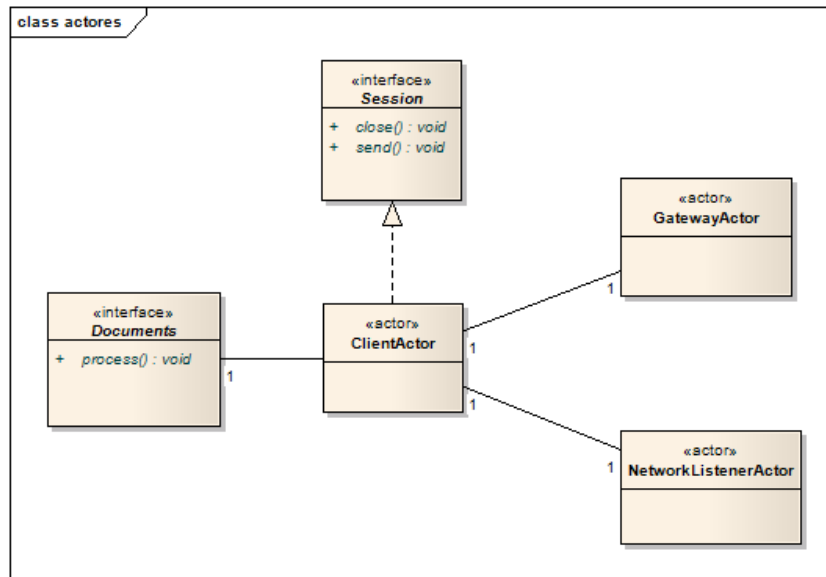 class actores
«interface»
Session
+ close() : void
+ send() : void
«actor»
GatewayActor
1
«interface»
Documents
+ process() : void
1
«actor»
ClientActor
1
1
«actor»
NetworkListenerActor
1